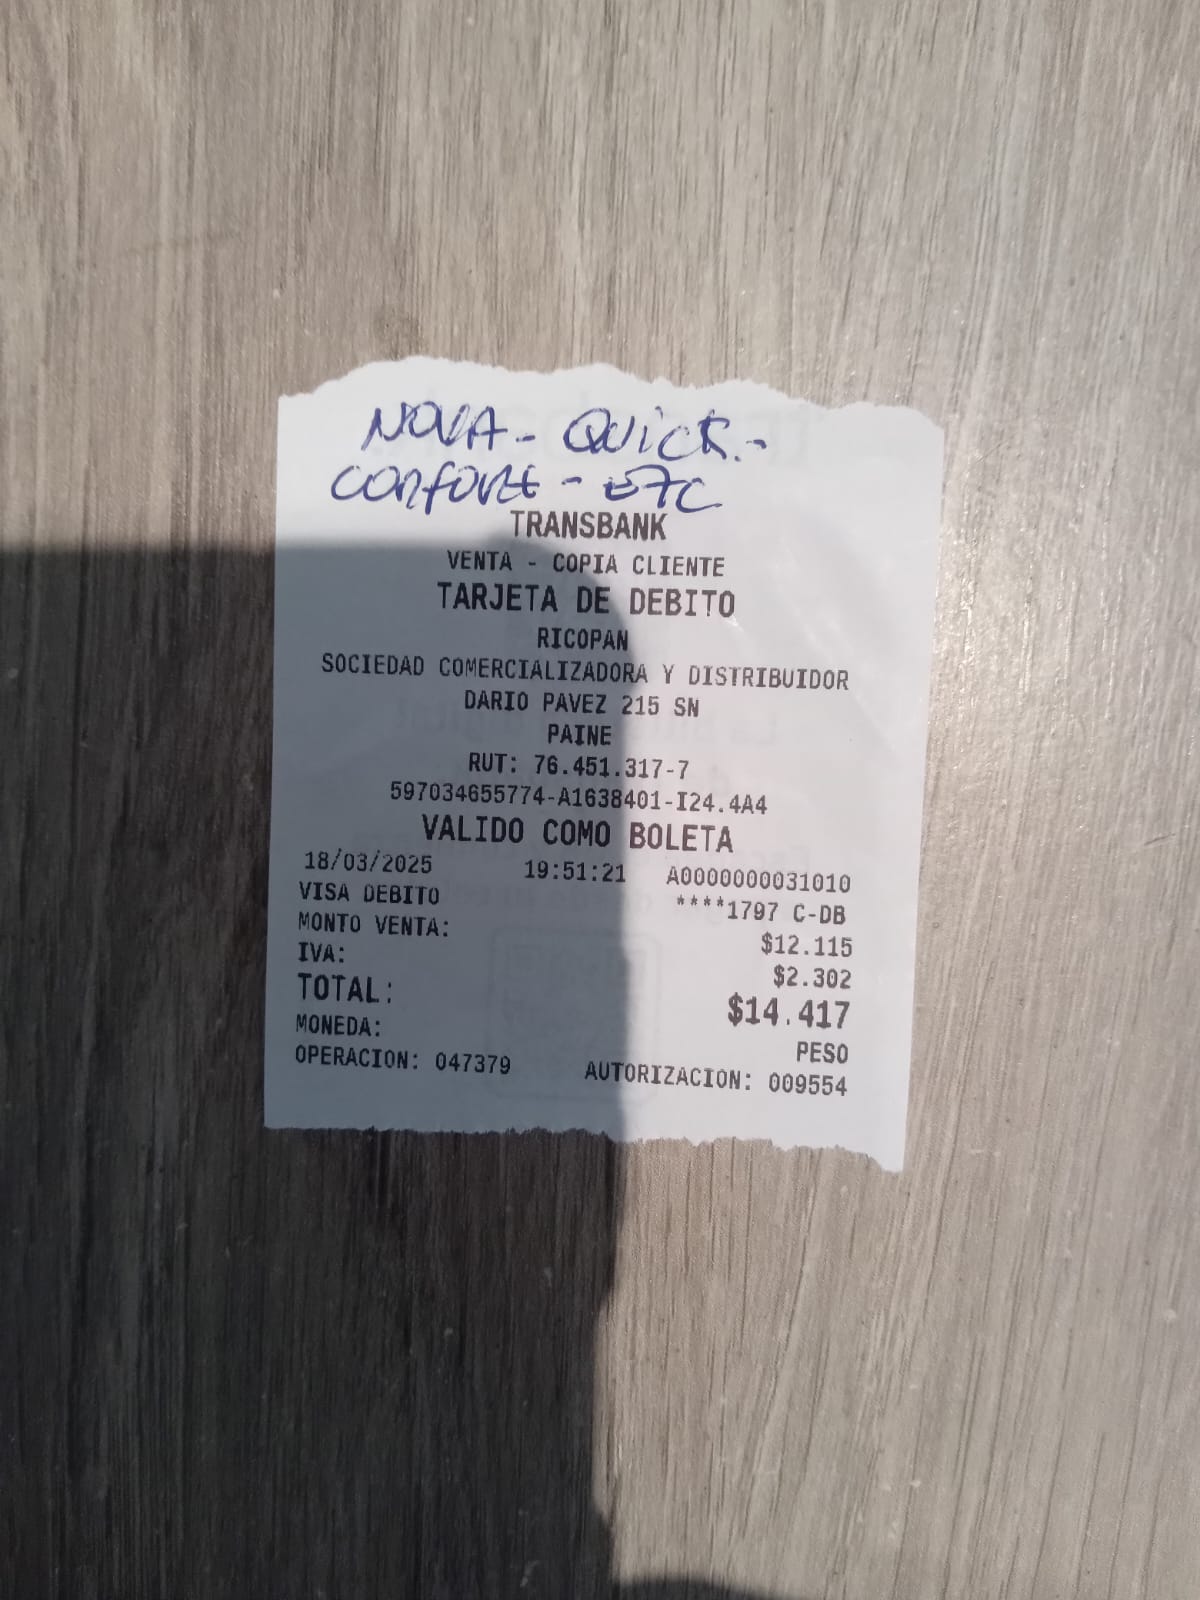 NOVA - QUICK.-
CONFORT - ETC
TRANSBANK
VENTA - COPIA CLIENTE
TARJETA DE DEBITO
RICOPAN
SOCIEDAD COMERCIALIZADORA Y DISTRIBUIDOR
DARIO PAVEZ 215 SN
PAINE
RUT: 76.451.317-7
597034655774-A1638401-I24.4A4
VALIDO COMO BOLETA
18/03/2025 19:51:21 A0000000031010
VISA DEBITO ****1797 C-DB
MONTO VENTA: $12.115
IVA: $2.302
TOTAL: $14.417
MONEDA: PESO
OPERACION: 047379 AUTORIZACION: 009554